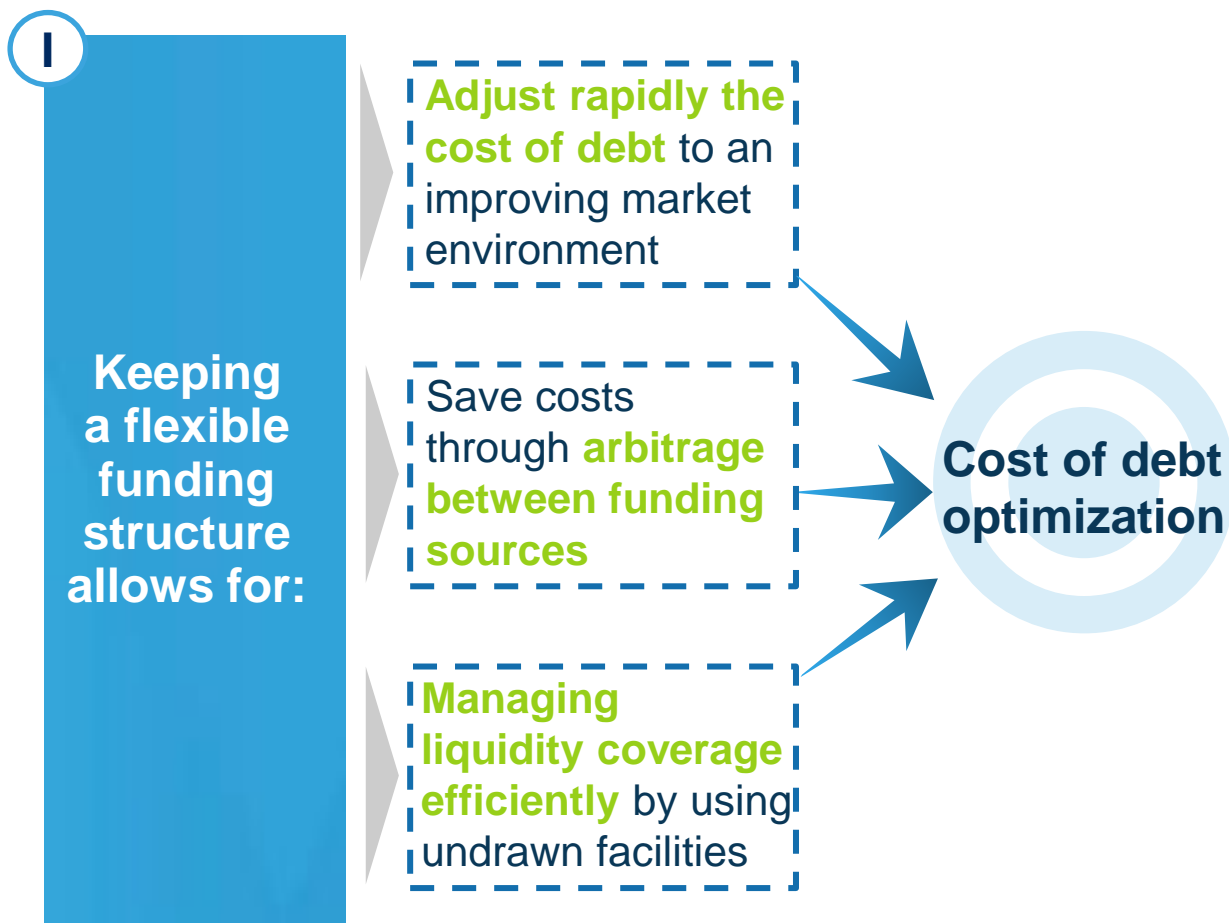 I
Keeping
a flexible
funding
structure
allows for:
Adjust rapidly the
cost of debt to an
improving market
environment
Save costs
through arbitrage
between funding
sources
Managing
liquidity coverage
efficiently by using
undrawn facilities
Cost of debt
optimization